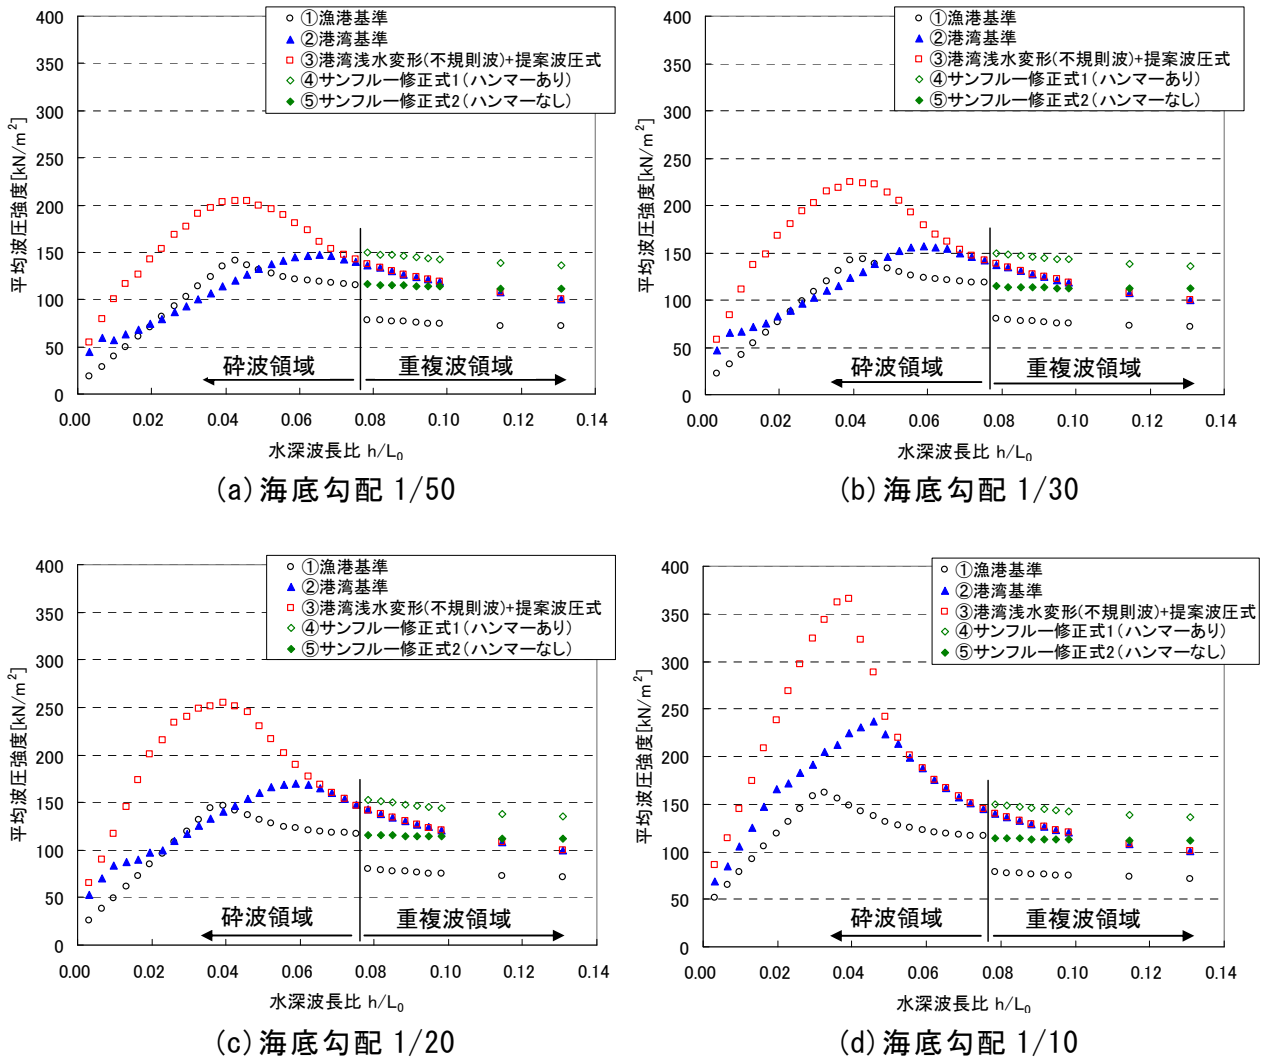 400
350
300
250
200
150
100
50
0
平均波圧強度[kN/m²]
①漁港基準
②港湾基準
③港湾浅水変形(不規則波)+提案波圧式
④サンフルー修正式1(ハンマーあり)
⑤サンフルー修正式2(ハンマーなし)
砕波領域 重複波領域
0.00 0.02 0.04 0.06 0.08 0.10 0.12 0.14
水深波長比 h/L₀
(a)海底勾配 1/50
400
350
300
250
200
150
100
50
0
平均波圧強度[kN/m²]
①漁港基準
②港湾基準
③港湾浅水変形(不規則波)+提案波圧式
④サンフルー修正式1(ハンマーあり)
⑤サンフルー修正式2(ハンマーなし)
砕波領域 重複波領域
0.00 0.02 0.04 0.06 0.08 0.10 0.12 0.14
水深波長比 h/L₀
(b)海底勾配 1/30
400
350
300
250
200
150
100
50
0
平均波圧強度[kN/m²]
①漁港基準
②港湾基準
③港湾浅水変形(不規則波)+提案波圧式
④サンフルー修正式1(ハンマーあり)
⑤サンフルー修正式2(ハンマーなし)
砕波領域 重複波領域
0.00 0.02 0.04 0.06 0.08 0.10 0.12 0.14
水深波長比 h/L₀
(c)海底勾配 1/20
400
350
300
250
200
150
100
50
0
平均波圧強度[kN/m²]
①漁港基準
②港湾基準
③港湾浅水変形(不規則波)+提案波圧式
④サンフルー修正式1(ハンマーあり)
⑤サンフルー修正式2(ハンマーなし)
砕波領域 重複波領域
0.00 0.02 0.04 0.06 0.08 0.10 0.12 0.14
水深波長比 h/L₀
(d)海底勾配 1/10